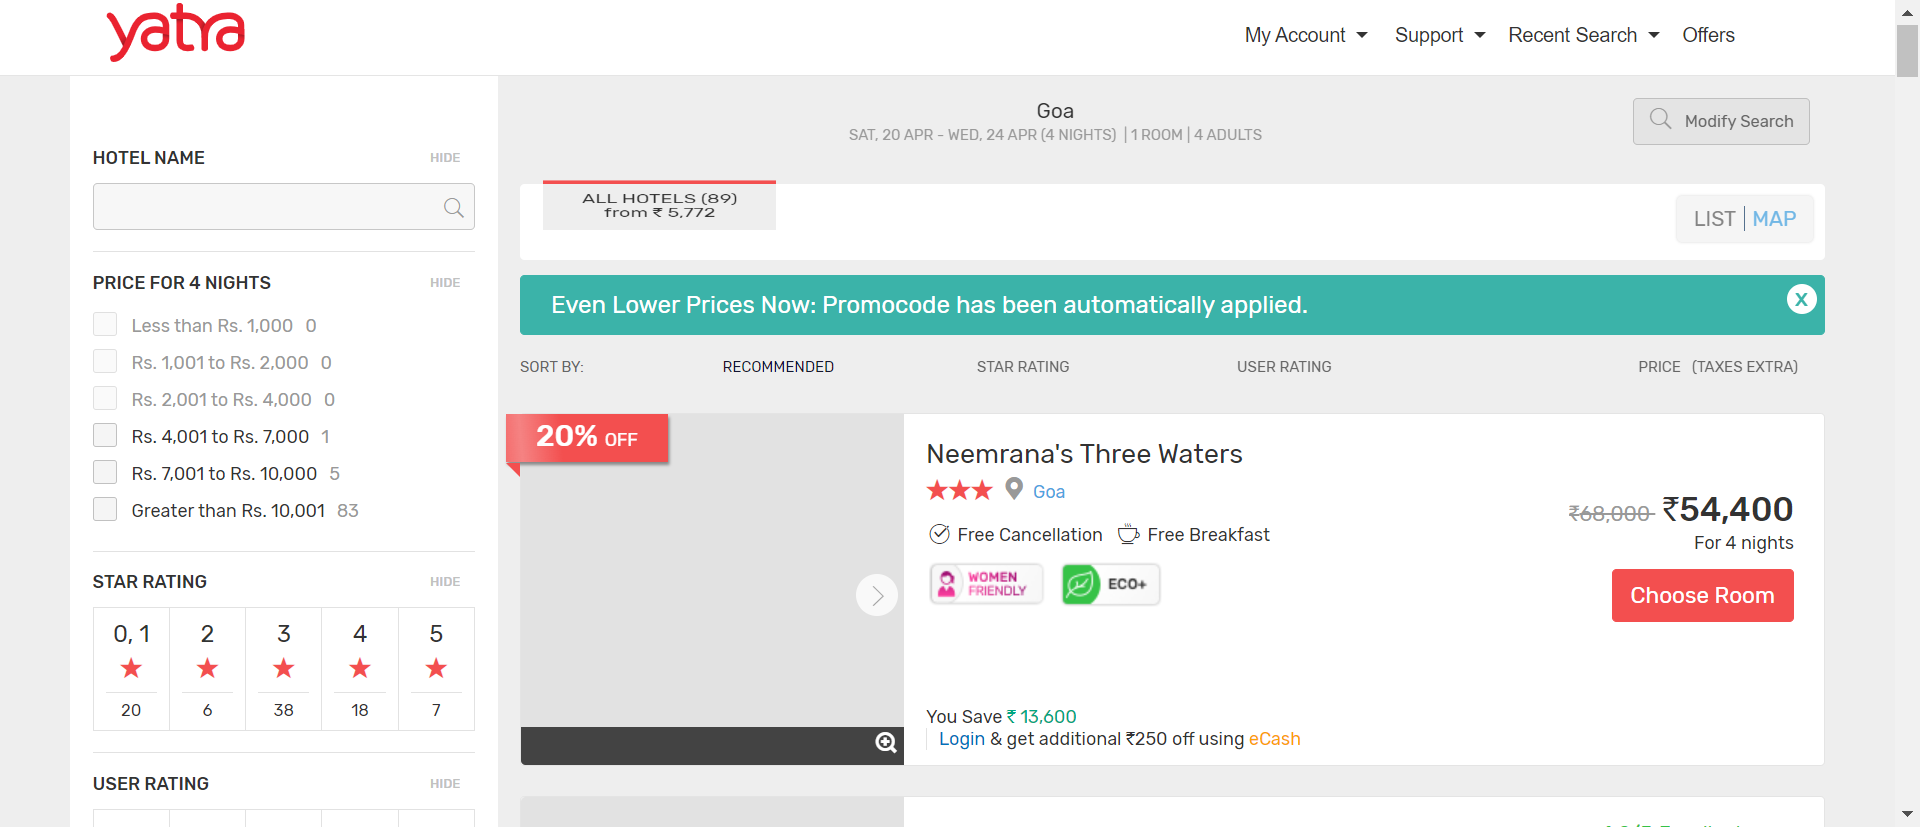 yatra
My Account Support Recent Search Offers
HOTEL NAME HIDE
PRICE FOR 4 NIGHTS HIDE
Less than Rs. 1,000 0
Rs. 1,001 to Rs. 2,000 0
Rs. 2,001 to Rs. 4,000 0
Rs. 4,001 to Rs. 7,000 1
Rs. 7,001 to Rs. 10,000 5
Greater than Rs. 10,001 83
STAR RATING HIDE
0, 1 2 3 4 5
20 6 38 18 7
USER RATING HIDE
Goa
SAT, 20 APR - WED, 24 APR (4 NIGHTS) | 1 ROOM | 4 ADULTS
Modify Search
ALL HOTELS (89)
from ₹ 5,772
LIST | MAP
Even Lower Prices Now: Promocode has been automatically applied.
X
SORT BY: RECOMMENDED STAR RATING USER RATING PRICE (TAXES EXTRA)
20% OFF
Neemrana's Three Waters
Goa
Free Cancellation Free Breakfast
WOMEN
FRIENDLY
ECO+
₹68,000 ₹54,400
For 4 nights
Choose Room
You Save ₹ 13,600
Login & get additional ₹250 off using eCash